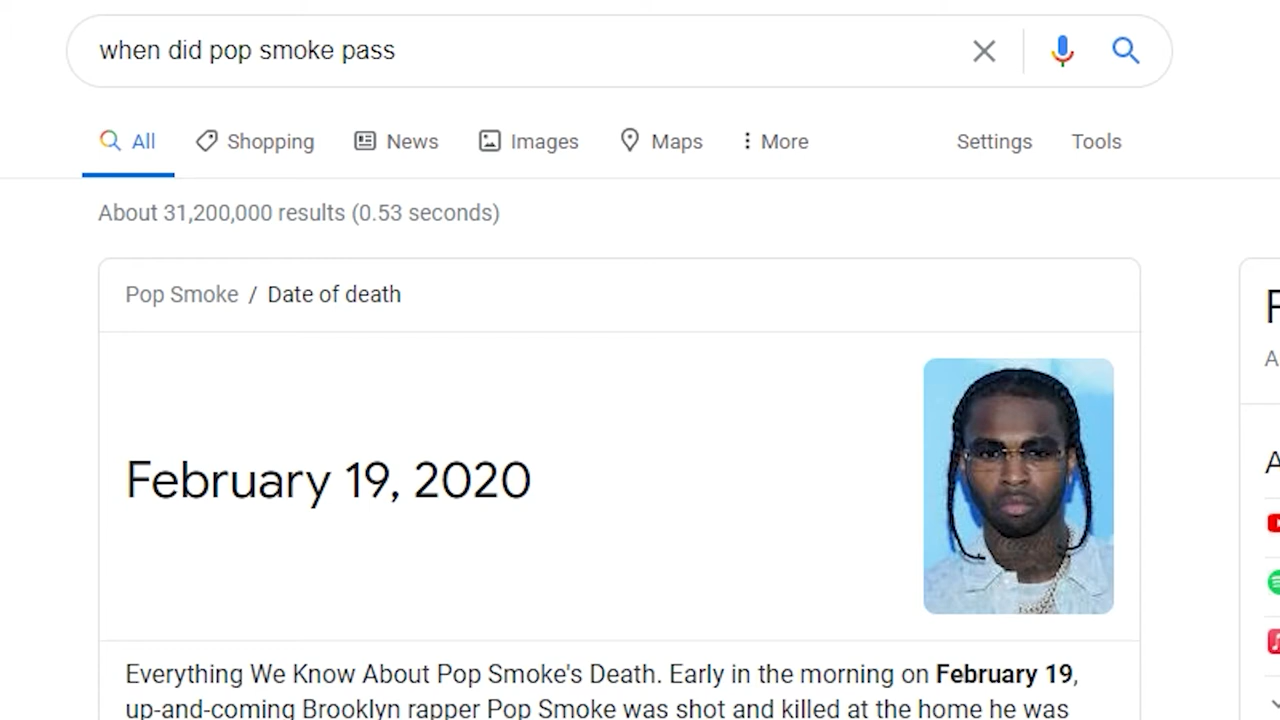 when did pop smoke pass
All Shopping News Images Maps More Settings Tools
About 31,200,000 results (0.53 seconds)
Pop Smoke / Date of death
February 19, 2020
Everything We Know About Pop Smoke's Death. Early in the morning on February 19,
up-and-coming Brooklyn rapper Pop Smoke was shot and killed at the home he was